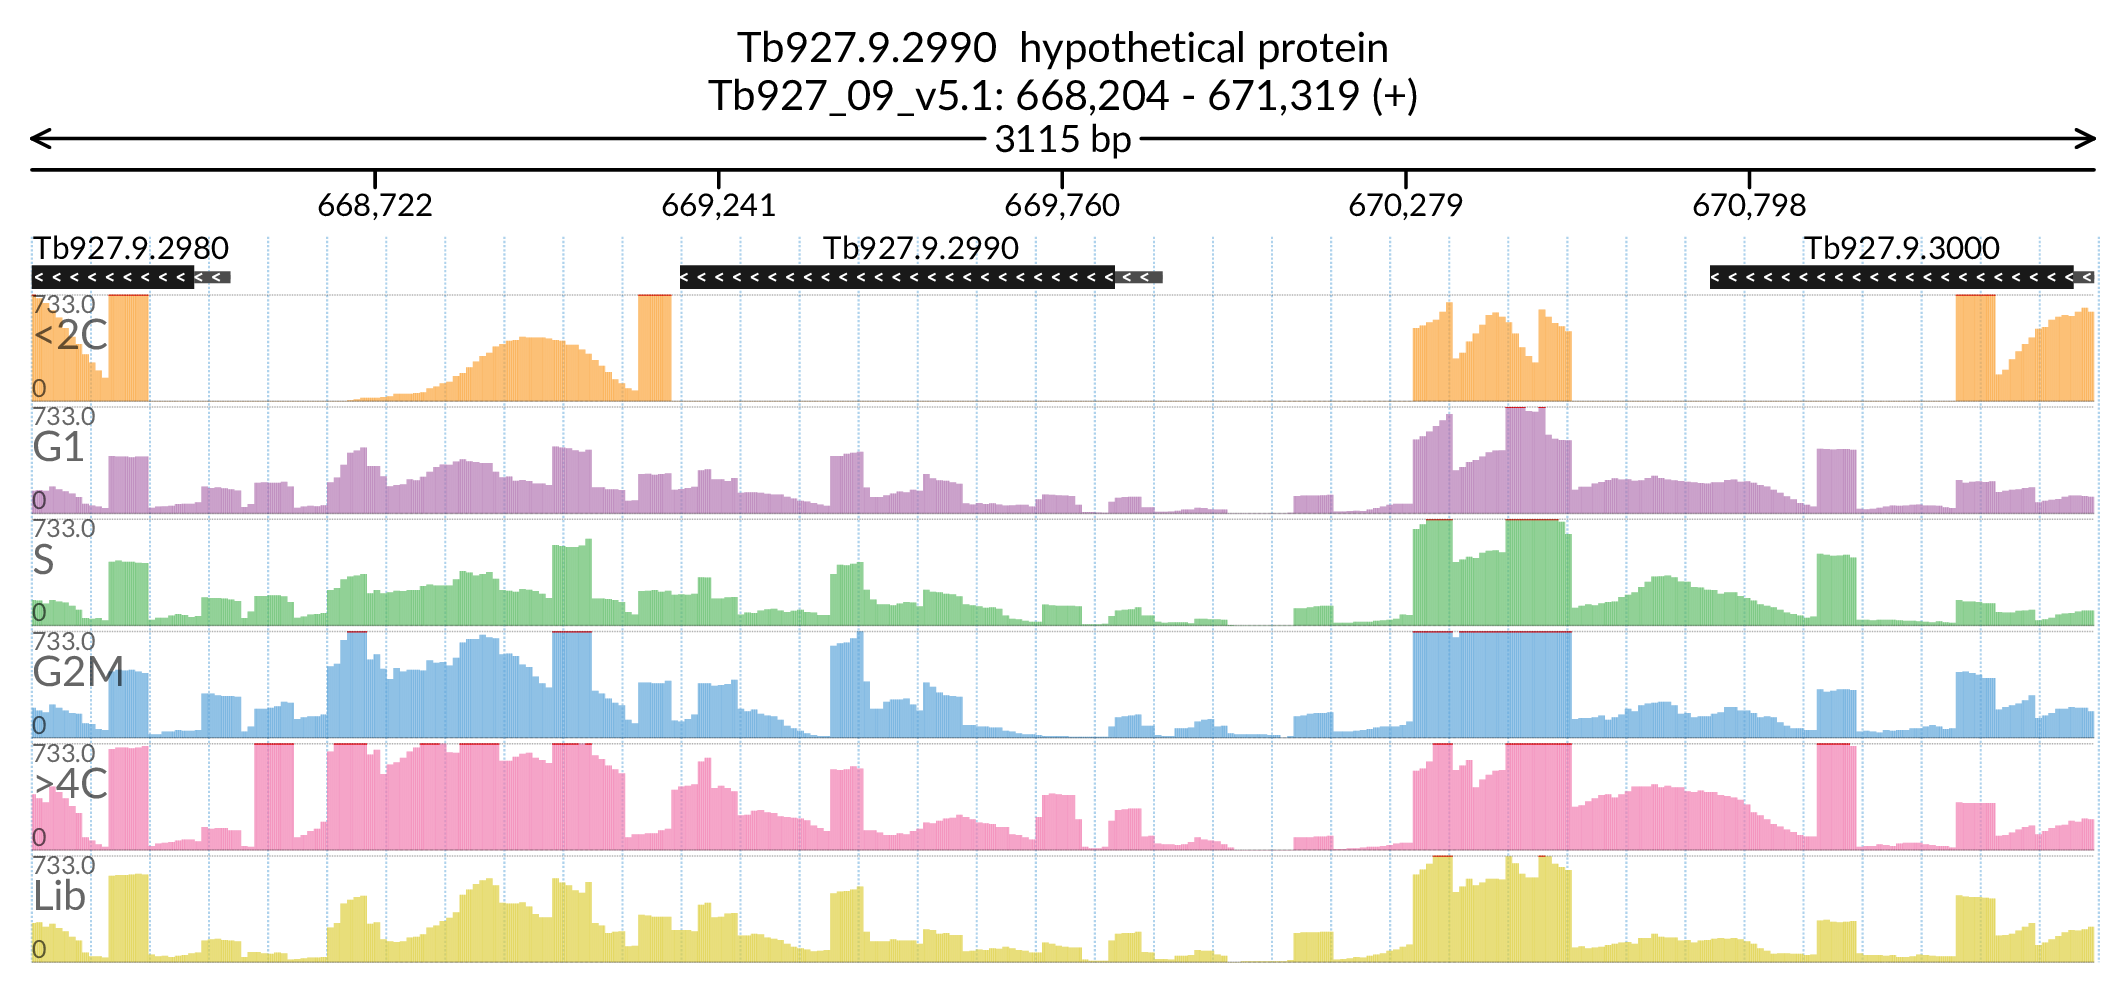 Tb927.9.2990  hypothetical protein
Tb927_09_v5.1: 668,204 - 671,319 (+)
3115 bp
668,722 669,241 669,760 670,279 670,798
Tb927.9.2980 Tb927.9.2990 Tb927.9.3000
733.0
<2C
0
733.0
G1
0
733.0
S
0
733.0
G2M
0
733.0
>4C
0
733.0
Lib
0